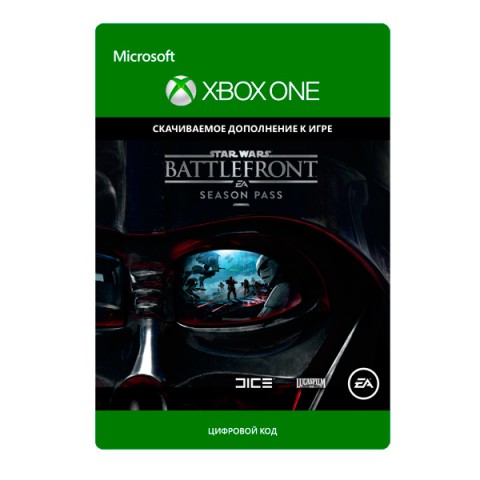 Microsoft
XBOX ONE
СКАЧИВАЕМОЕ ДОПОЛНЕНИЕ К ИГРЕ
STAR WARS
BATTLEFRONT
EA
SEASON PASS
DICE
LUCASFILM
EA
ЦИФРОВОЙ КОД